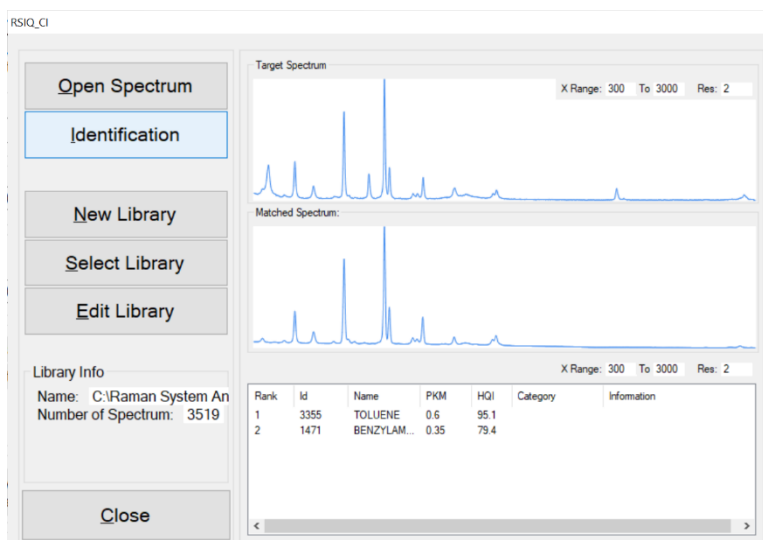 RSIQ_CI
Open Spectrum
Identification
New Library
Select Library
Edit Library
Library Info
Name: C:\Raman System An
Number of Spectrum: 3519
Close
Target Spectrum
X Range: 300 To 3000 Res: 2
Matched Spectrum:
X Range: 300 To 3000 Res: 2
Rank Id Name PKM HQI Category Information
1 3355 TOLUENE 0.6 95.1
2 1471 BENZYLAM... 0.35 79.4